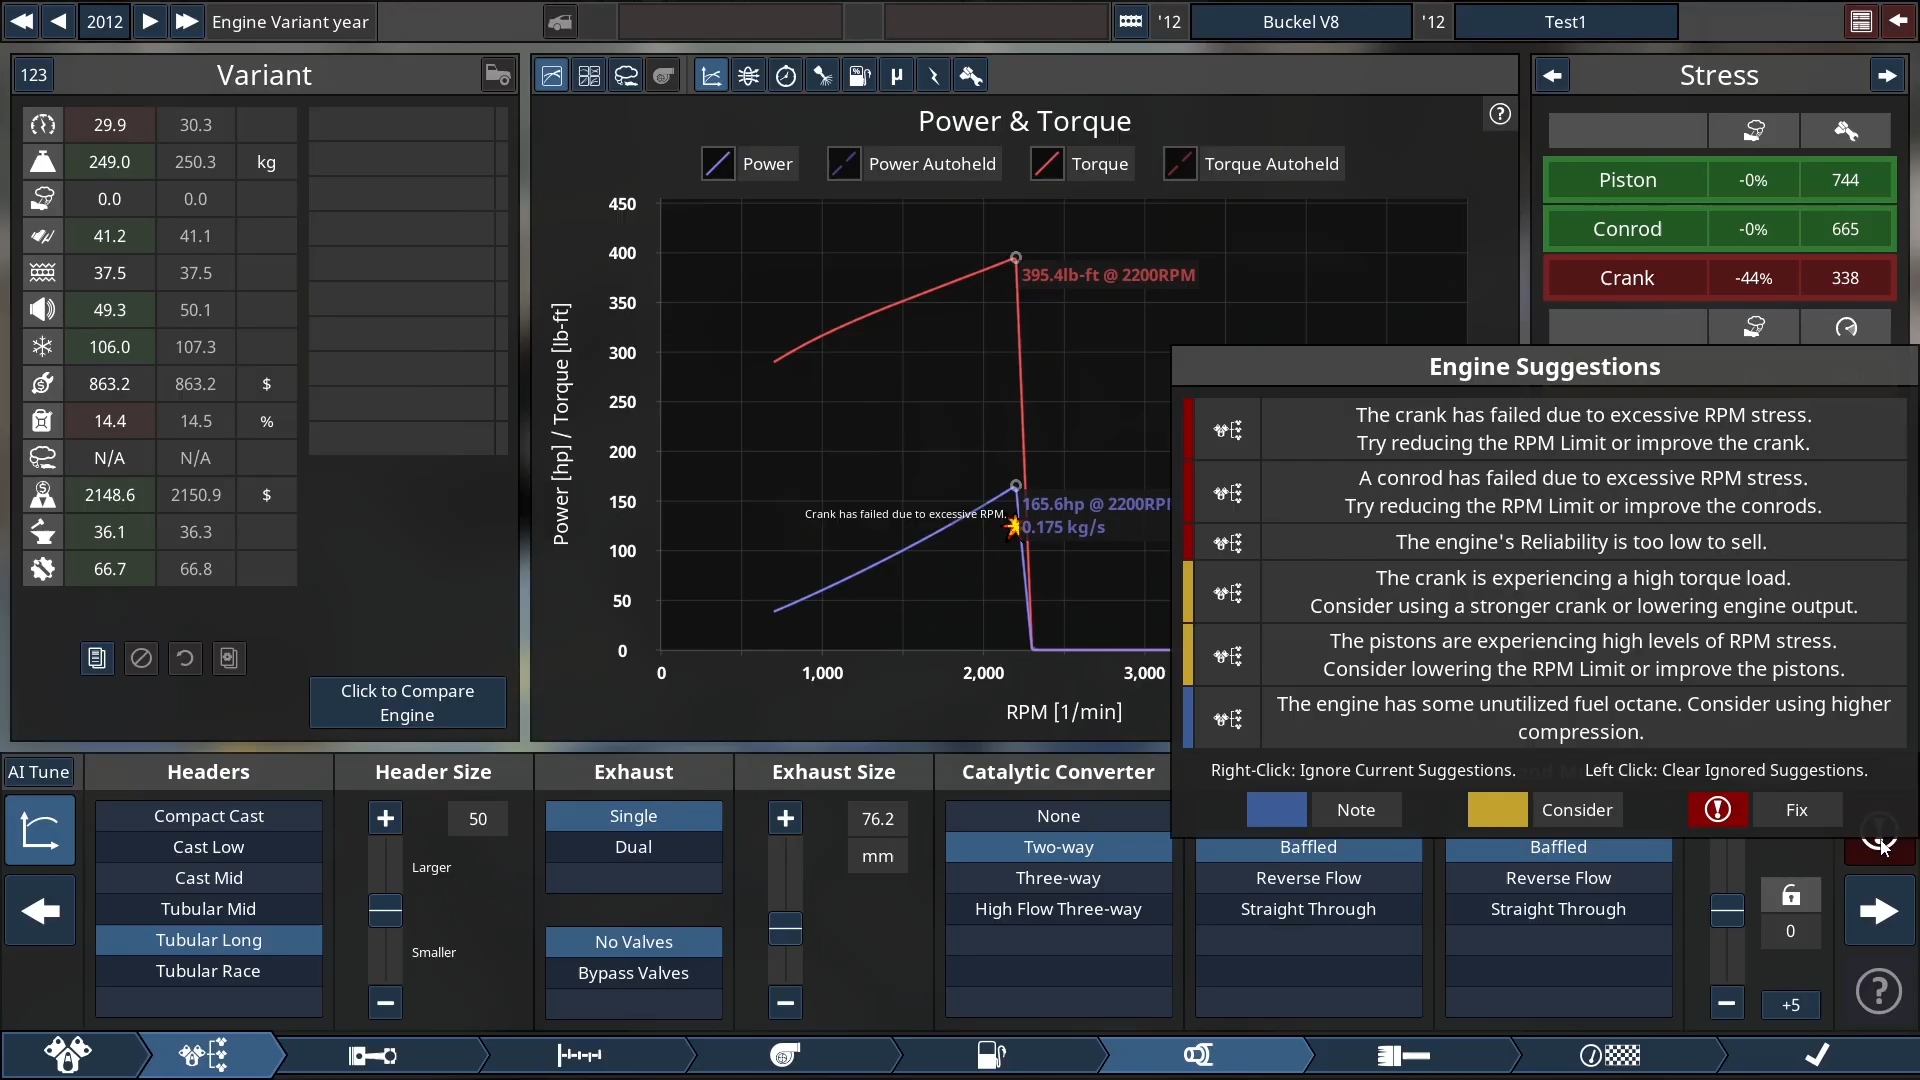 2012
Engine Variant year
'12
Buckel V8
'12
Test1
123
Variant
29.9 30.3
249.0 250.3 kg
0.0 0.0
41.2 41.1
37.5 37.5
49.3 50.1
106.0 107.3
863.2 863.2 $
14.4 14.5 %
N/A N/A
2148.6 2150.9 $
36.1 36.3
66.7 66.8
Click to Compare
Engine
Power & Torque
?
Power
Power Autoheld
Torque
Torque Autoheld
Power [hp] / Torque [lb-ft]
450
400
350
300
250
200
150
100
50
0
395.4lb-ft @ 2200RPM
165.6hp @ 2200RPM
0.175 kg/s
Crank has failed due to excessive RPM.
0 1,000 2,000 3,000
RPM [1/min]
Stress
Piston -0% 744
Conrod -0% 665
Crank -44% 338
Engine Suggestions
The crank has failed due to excessive RPM stress.
Try reducing the RPM Limit or improve the crank.
A conrod has failed due to excessive RPM stress.
Try reducing the RPM Limit or improve the conrods.
The engine's Reliability is too low to sell.
The crank is experiencing a high torque load.
Consider using a stronger crank or lowering engine output.
The pistons are experiencing high levels of RPM stress.
Consider lowering the RPM Limit or improve the pistons.
The engine has some unutilized fuel octane. Consider using higher
compression.
Right-Click: Ignore Current Suggestions.
Left Click: Clear Ignored Suggestions.
Note
Consider
Fix
AI Tune
Headers
Compact Cast
Cast Low
Cast Mid
Tubular Mid
Tubular Long
Tubular Race
Header Size
50
Larger
Smaller
Exhaust
Single
Dual
No Valves
Bypass Valves
Exhaust Size
76.2
mm
Catalytic Converter
None
Two-way
Three-way
High Flow Three-way
Baffled
Reverse Flow
Straight Through
Baffled
Reverse Flow
Straight Through
0
+5
?